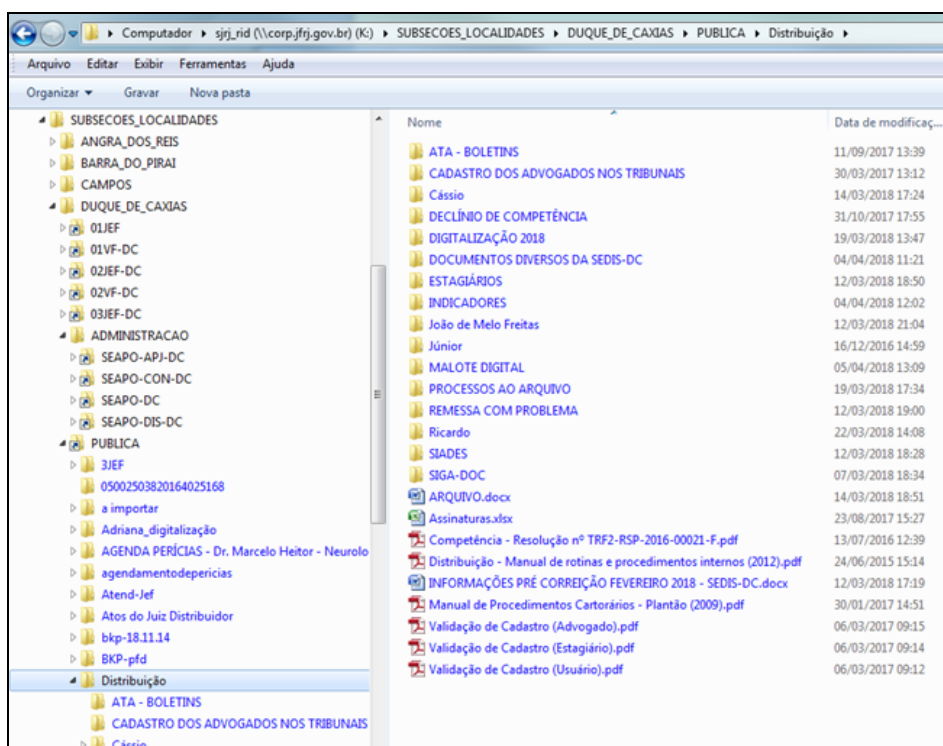 Computador ▸ sjrj_rid (\\corp.jfrj.gov.br) (K:) ▸ SUBSECOES_LOCALIDADES ▸ DUQUE_DE_CAXIAS ▸ PUBLICA ▸ Distribuição ▸
Arquivo Editar Exibir Ferramentas Ajuda
Organizar Gravar Nova pasta
SUBSECOES_LOCALIDADES
ANGRA_DOS_REIS
BARRA_DO_PIRAI
CAMPOS
DUQUE_DE_CAXIAS
01JEF
01VF-DC
02JEF-DC
02VF-DC
03JEF-DC
ADMINISTRACAO
SEAPO-APJ-DC
SEAPO-CON-DC
SEAPO-DC
SEAPO-DIS-DC
PUBLICA
3JEF
05002503820164025168
a importar
Adriana_digitalização
AGENDA PERÍCIAS - Dr. Marcelo Heitor - Neurolo
agendamentodepericias
Atend-Jef
Atos do Juiz Distribuidor
bkp-18.11.14
BKP-pfd
Distribuição
ATA - BOLETINS
CADASTRO DOS ADVOGADOS NOS TRIBUNAIS
Cássio
Nome Data de modificaç...
ATA - BOLETINS 11/09/2017 13:39
CADASTRO DOS ADVOGADOS NOS TRIBUNAIS 30/03/2017 13:12
Cássio 14/03/2018 17:24
DECLÍNIO DE COMPETÊNCIA 31/10/2017 17:55
DIGITALIZAÇÃO 2018 19/03/2018 13:47
DOCUMENTOS DIVERSOS DA SEDIS-DC 04/04/2018 11:21
ESTAGIÁRIOS 12/03/2018 18:50
INDICADORES 04/04/2018 12:02
João de Melo Freitas 12/03/2018 21:04
Júnior 16/12/2016 14:59
MALOTE DIGITAL 05/04/2018 13:09
PROCESSOS AO ARQUIVO 19/03/2018 17:34
REMESSA COM PROBLEMA 12/03/2018 19:00
Ricardo 22/03/2018 14:08
SIADES 12/03/2018 18:28
SIGA-DOC 07/03/2018 18:34
ARQUIVO.docx 14/03/2018 18:51
Assinaturas.xlsx 23/08/2017 15:27
Competência - Resolução nº TRF2-RSP-2016-00021-F.pdf 13/07/2016 12:39
Distribuição - Manual de rotinas e procedimentos internos (2012).pdf 24/06/2015 15:14
INFORMAÇÕES PRÉ CORREIÇÃO FEVEREIRO 2018 - SEDIS-DC.docx 12/03/2018 17:19
Manual de Procedimentos Cartorários - Plantão (2009).pdf 30/01/2017 14:51
Validação de Cadastro (Advogado).pdf 06/03/2017 09:15
Validação de Cadastro (Estagiário).pdf 06/03/2017 09:14
Validação de Cadastro (Usuário).pdf 06/03/2017 09:12